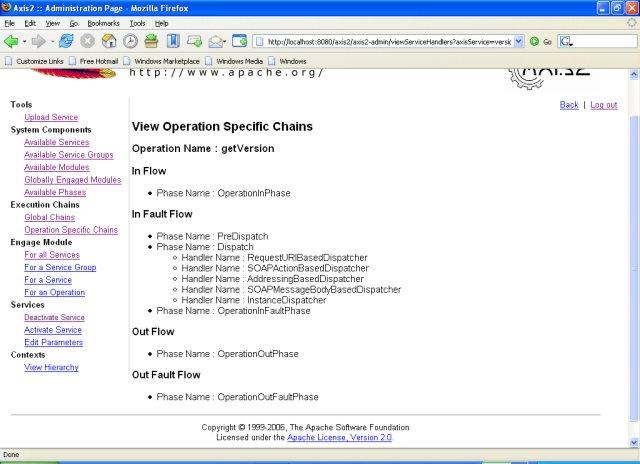 Axis2 :: Administration Page - Mozilla Firefox
File Edit View Go Bookmarks Tools Help
http://localhost:8080/axis2/axis2-admin/viewServiceHandlers?axisService=versic
Go
Customize Links Free Hotmail Windows Marketplace Windows Media Windows
http://www.apache.org/
Back | Log out
Tools
Upload Service
System Components
Available Services
Available Service Groups
Available Modules
Globally Engaged Modules
Available Phases
Execution Chains
Global Chains
Operation Specific Chains
Engage Module
For all Services
For a Service Group
For a Service
For an Operation
Services
Deactivate Service
Activate Service
Edit Parameters
Contexts
View Hierarchy
View Operation Specific Chains
Operation Name : getVersion
In Flow
Phase Name : OperationInPhase
In Fault Flow
Phase Name : PreDispatch
Phase Name : Dispatch
Handler Name : RequestURIBasedDispatcher
Handler Name : SOAPActionBasedDispatcher
Handler Name : AddressingBasedDispatcher
Handler Name : SOAPMessageBodyBasedDispatcher
Handler Name : InstanceDispatcher
Phase Name : OperationInFaultPhase
Out Flow
Phase Name : OperationOutPhase
Out Fault Flow
Phase Name : OperationOutFaultPhase
Copyright © 1999-2006, The Apache Software Foundation
Licensed under the Apache License, Version 2.0.
Done